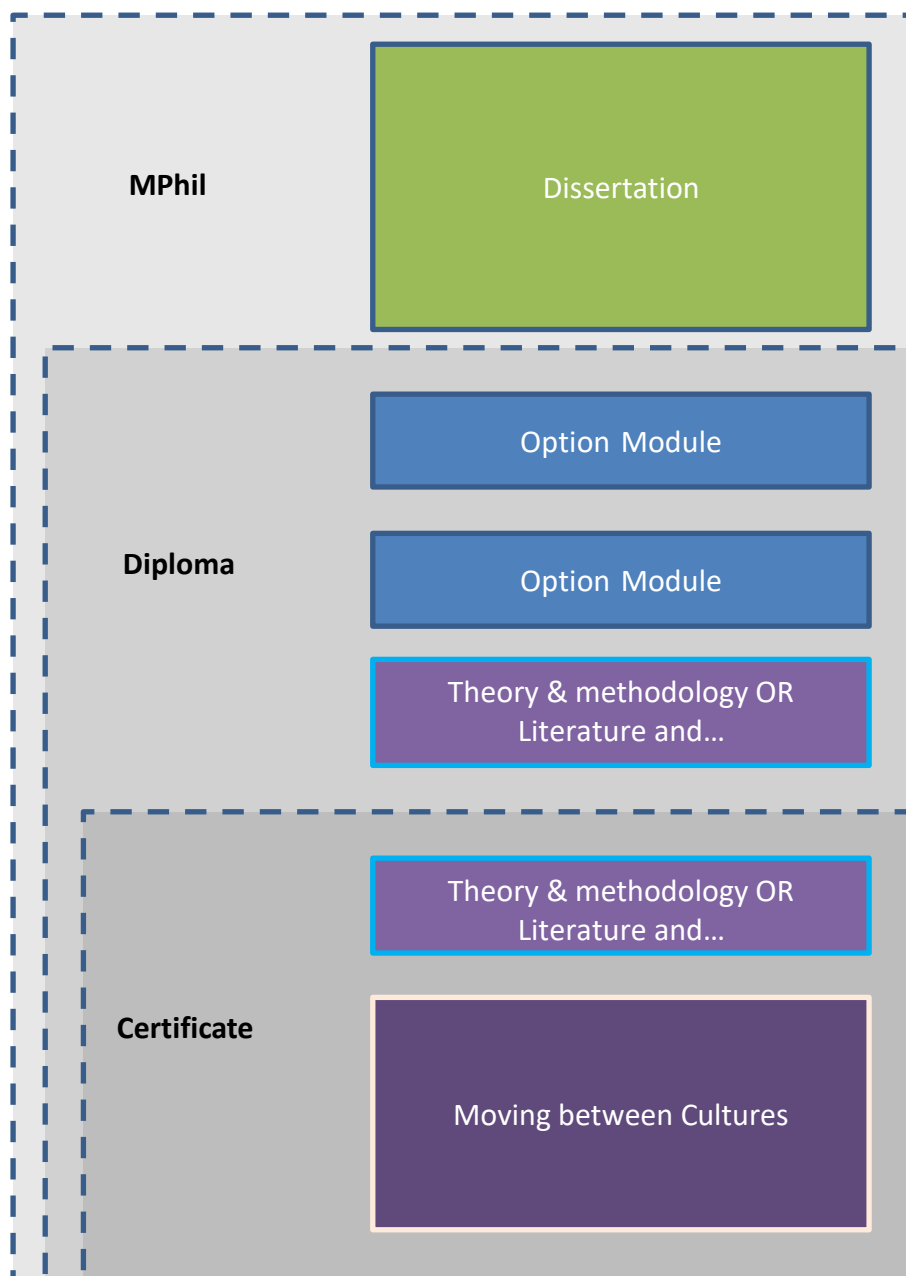 MPhil
Dissertation
Option Module
Diploma
Option Module
Theory & methodology OR
Literature and...
Theory & methodology OR
Literature and...
Certificate
Moving between Cultures